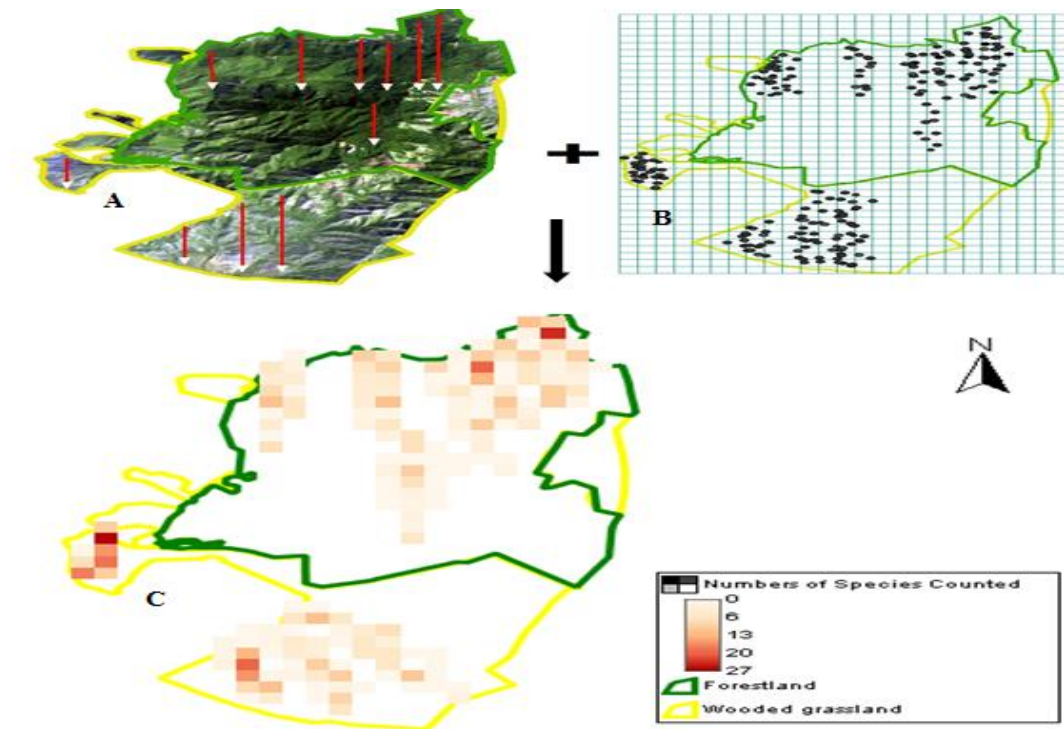 A
B
N
C
Numbers of Species Counted
0
6
13
20
27
Forestland
Wooded grassland